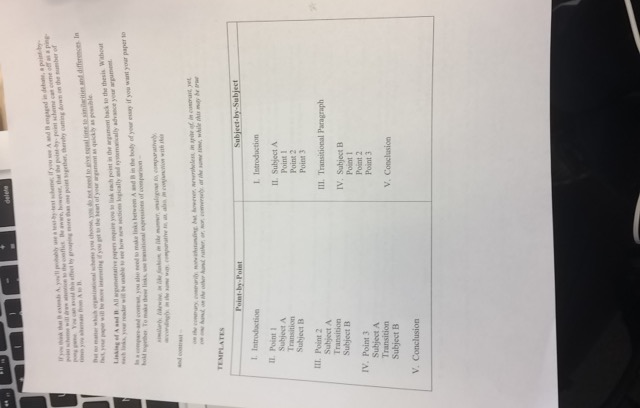 delete
If you think that B extends A, you'll probably use a text-by-text scheme; if you see A and B engaged in debate, a point-by-
point scheme will draw attention to the conflict. Be aware, however, that the point-by- point scheme can come off as a ping-
pong game. You can avoid this effect by grouping more than one point together, thereby cutting down on the number of
times you alternate from A to B.
But no matter which organizational scheme you choose, you do not need to give equal time to similarities and differences. In
fact, your paper will be more interesting if you get to the heart of your argument as quickly as possible.
Linking of A and B. All argumentative papers require you to link each point in the argument back to the thesis. Without
such links, your reader will be unable to see how new sections logically and systematically advance your argument.
In a compare-and contrast, you also need to make links between A and B in the body of your essay if you want your paper to
hold together. To make these links, use transitional expressions of comparison –
similarly, likewise, in like fashion, in like manner, analogous to, comparatively,
accordingly, in the same way, comparative to, as, also, in conjunction with this
and contrast –
on the contrary, contrarily, notwithstanding, but, however, nevertheless, in spite of, in contrast, yet,
on one hand, on the other hand, rather, or, nor, conversely, at the same time, while this may be true
TEMPLATES
Point-by-Point
Subject-by-Subject
I. Introduction
II. Point 1
Subject A
Transition
Subject B
III. Point 2
Subject A
Transition
Subject B
IV. Point 3
Subject A
Transition
Subject B
V. Conclusion
I. Introduction
II. Subject A
Point 1
Point 2
Point 3
III. Transitional Paragraph
IV. Subject B
Point 1
Point 2
Point 3
V. Conclusion